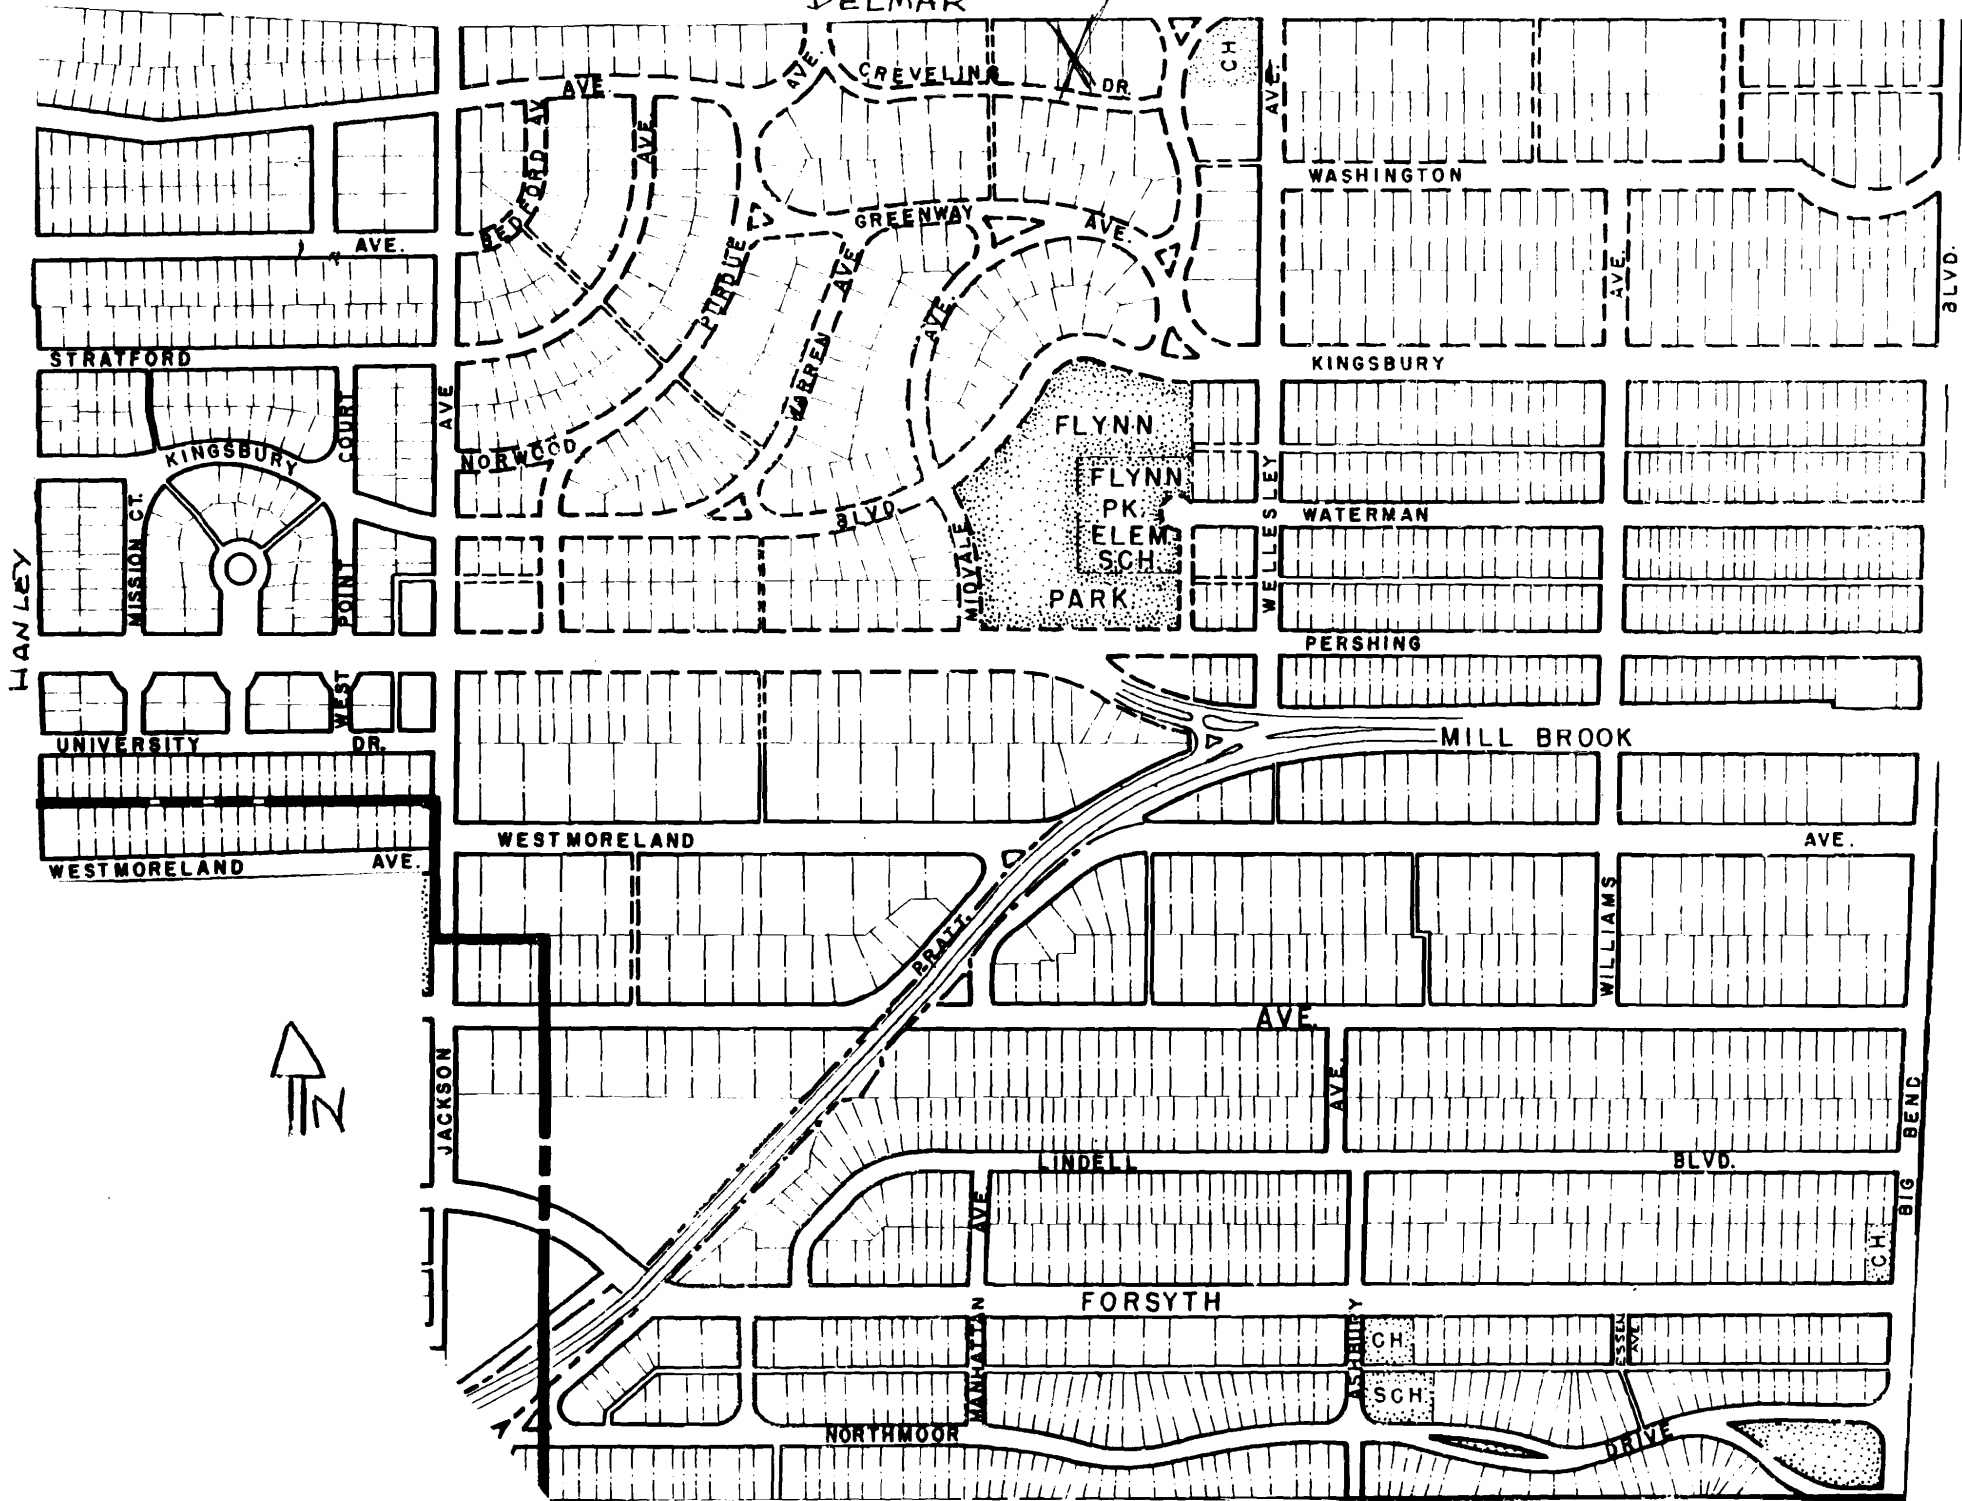 DELMAR
CH
AVE.
CREVELING
DR.
AVE.
AVE
BEDFORD AV.
AVE.
WASHINGTON
GREENWAY
AVE.
AVE.
PURDUE
AVE
AVE.
AVE.
BLVD.
STRATFORD
WARREN
KINGSBURY
COURT
AVE
FLYNN
NORWOOD
KINGSBURY
FLYNN
PK.
ELEM
SCH.
PARK
WELLESLEY
WATERMAN
MISSION CT.
BLVD.
MIDVALE
HANLEY
POINT
WEST
PERSHING
UNIVERSITY
DR.
MILL BROOK
WESTMORELAND
AVE.
WESTMORELAND
AVE.
PRATT.
WILLIAMS
AVE.
N
JACKSON
AVE.
BEND
BIG
LINDELL
BLVD.
AVE
CH.
FORSYTH
MANHATTAN
ASHBURY
CH.
ESSEN
AVE
SCH.
NORTHMOOR
DRIVE